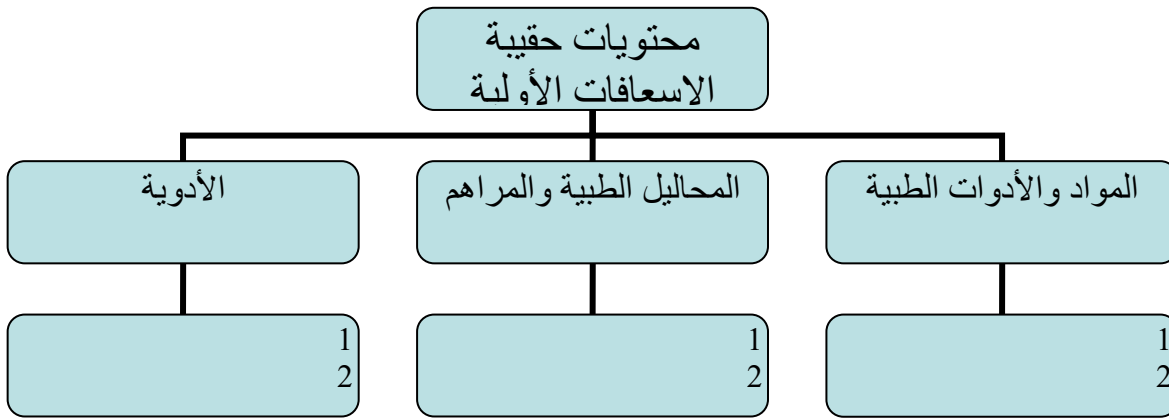 محتويات حقيبة
الاسعافات الأولية
المواد والأدوات الطبية
المحاليل الطبية والمراهم
الأدوية
1
2
1
2
1
2